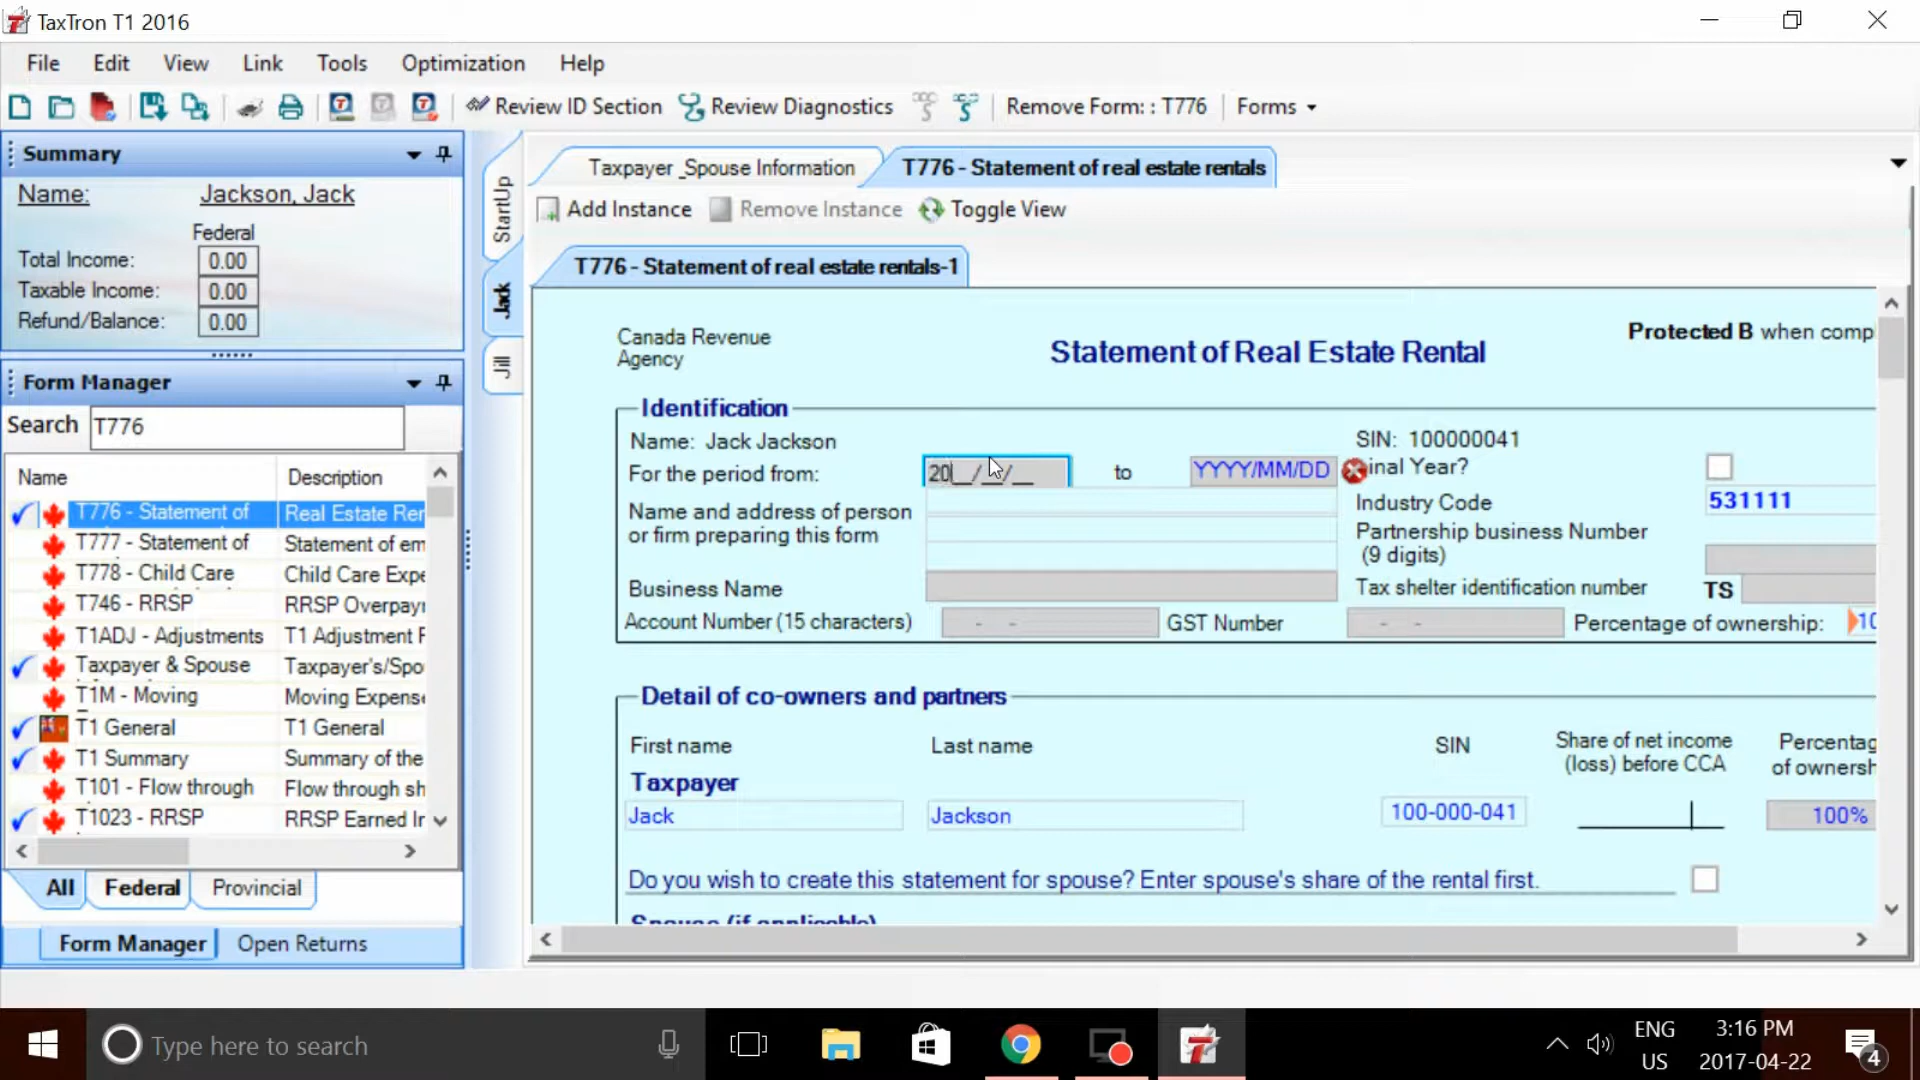 TaxTron T1 2016
File Edit View Link Tools Optimization Help
Review ID Section Review Diagnostics Remove Form: : T776 Forms
Summary
Name: Jackson, Jack
Federal
Total Income: 0.00
Taxable Income: 0.00
Refund/Balance: 0.00
Form Manager
Search T776
Name Description
T776 - Statement of Real Estate Rer
T777 - Statement of Statement of em
T778 - Child Care Child Care Expe
T746 - RRSP RRSP Overpayr
T1ADJ - Adjustments T1 Adjustment F
Taxpayer & Spouse Taxpayer's/Spo
T1M - Moving Moving Expense
T1 General T1 General
T1 Summary Summary of the
T101 - Flow through Flow through sh
T1023 - RRSP RRSP Earned Ir
All Federal Provincial
Form Manager Open Returns
StartUp
Jack
Jill
Taxpayer _Spouse Information T776 - Statement of real estate rentals
Add Instance Remove Instance Toggle View
T776 - Statement of real estate rentals-1
Canada Revenue
Agency
Statement of Real Estate Rental
Protected B when comp
Identification
Name: Jack Jackson SIN: 100000041
For the period from: 20__/__/__ to YYYY/MM/DD inal Year?
Name and address of person
or firm preparing this form
Industry Code 531111
Partnership business Number
(9 digits)
Business Name Tax shelter identification number TS
Account Number (15 characters) - - GST Number - - Percentage of ownership: 10
Detail of co-owners and partners
First name Last name SIN Share of net income
(loss) before CCA Percentag
of ownersh
Taxpayer
Jack Jackson 100-000-041 100%
Do you wish to create this statement for spouse? Enter spouse's share of the rental first.
Spouse (if applicable)
Type here to search
ENG
US
3:16 PM
2017-04-22
4